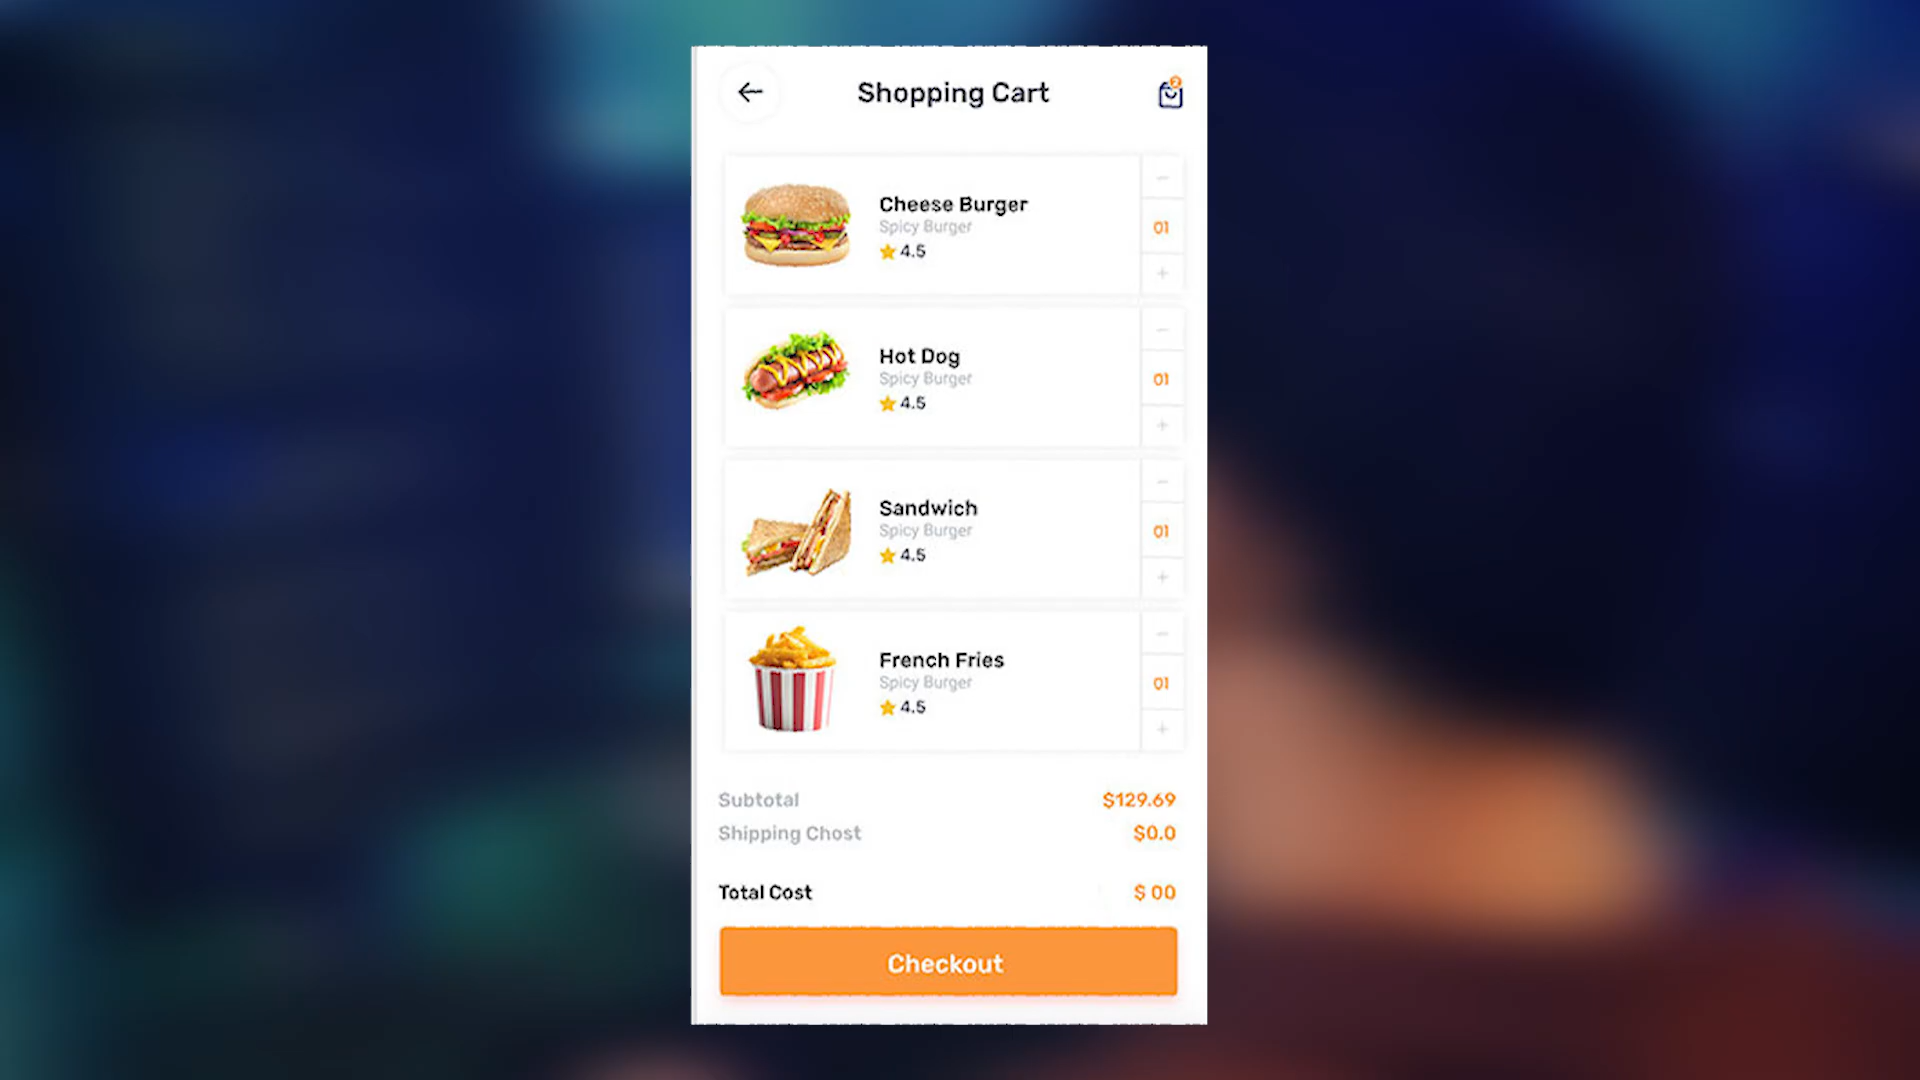 Shopping Cart
2
Cheese Burger
Spicy Burger
4.5
01
Hot Dog
Spicy Burger
4.5
01
Sandwich
Spicy Burger
4.5
01
French Fries
Spicy Burger
4.5
01
Subtotal $129.69
Shipping Chost $0.0
Total Cost $ 00
Checkout